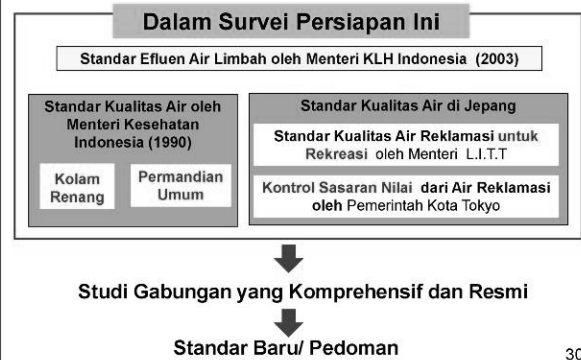 Dalam Survei Persiapan Ini
Standar Efluen Air Limbah oleh Menteri KLH Indonesia (2003)
Standar Kualitas Air oleh
Menteri Kesehatan
Indonesia (1990)
Kolam
Renang
Permandian
Umum
Standar Kualitas Air di Jepang
Standar Kualitas Air Reklamasi untuk
Rekreasi oleh Menteri L.I.T.T
Kontrol Sasaran Nilai dari Air Reklamasi
oleh Pemerintah Kota Tokyo
Studi Gabungan yang Komprehensif dan Resmi
Standar Baru/ Pedoman
30